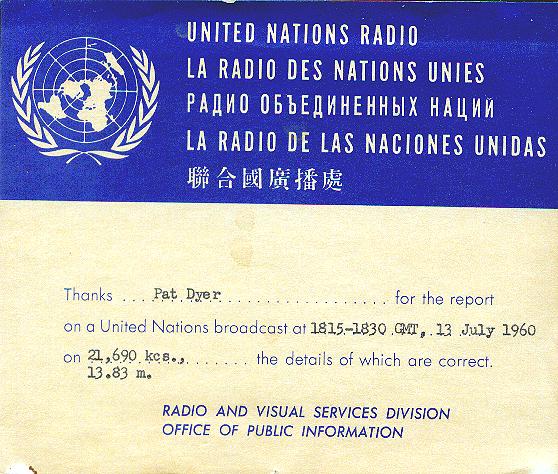 UNITED NATIONS RADIO
LA RADIO DES NATIONS UNIES
РАДИО ОБЪЕДИНЕННЫХ НАЦИЙ
LA RADIO DE LAS NACIONES UNIDAS
聯合國廣播處
Thanks ....Pat Dyer........................ for the report
on a United Nations broadcast at 1815-1830 GMT, 13 July 1960
on 21,690 kcs.,........ the details of which are correct.
13.83 m.
RADIO AND VISUAL SERVICES DIVISION
OFFICE OF PUBLIC INFORMATION